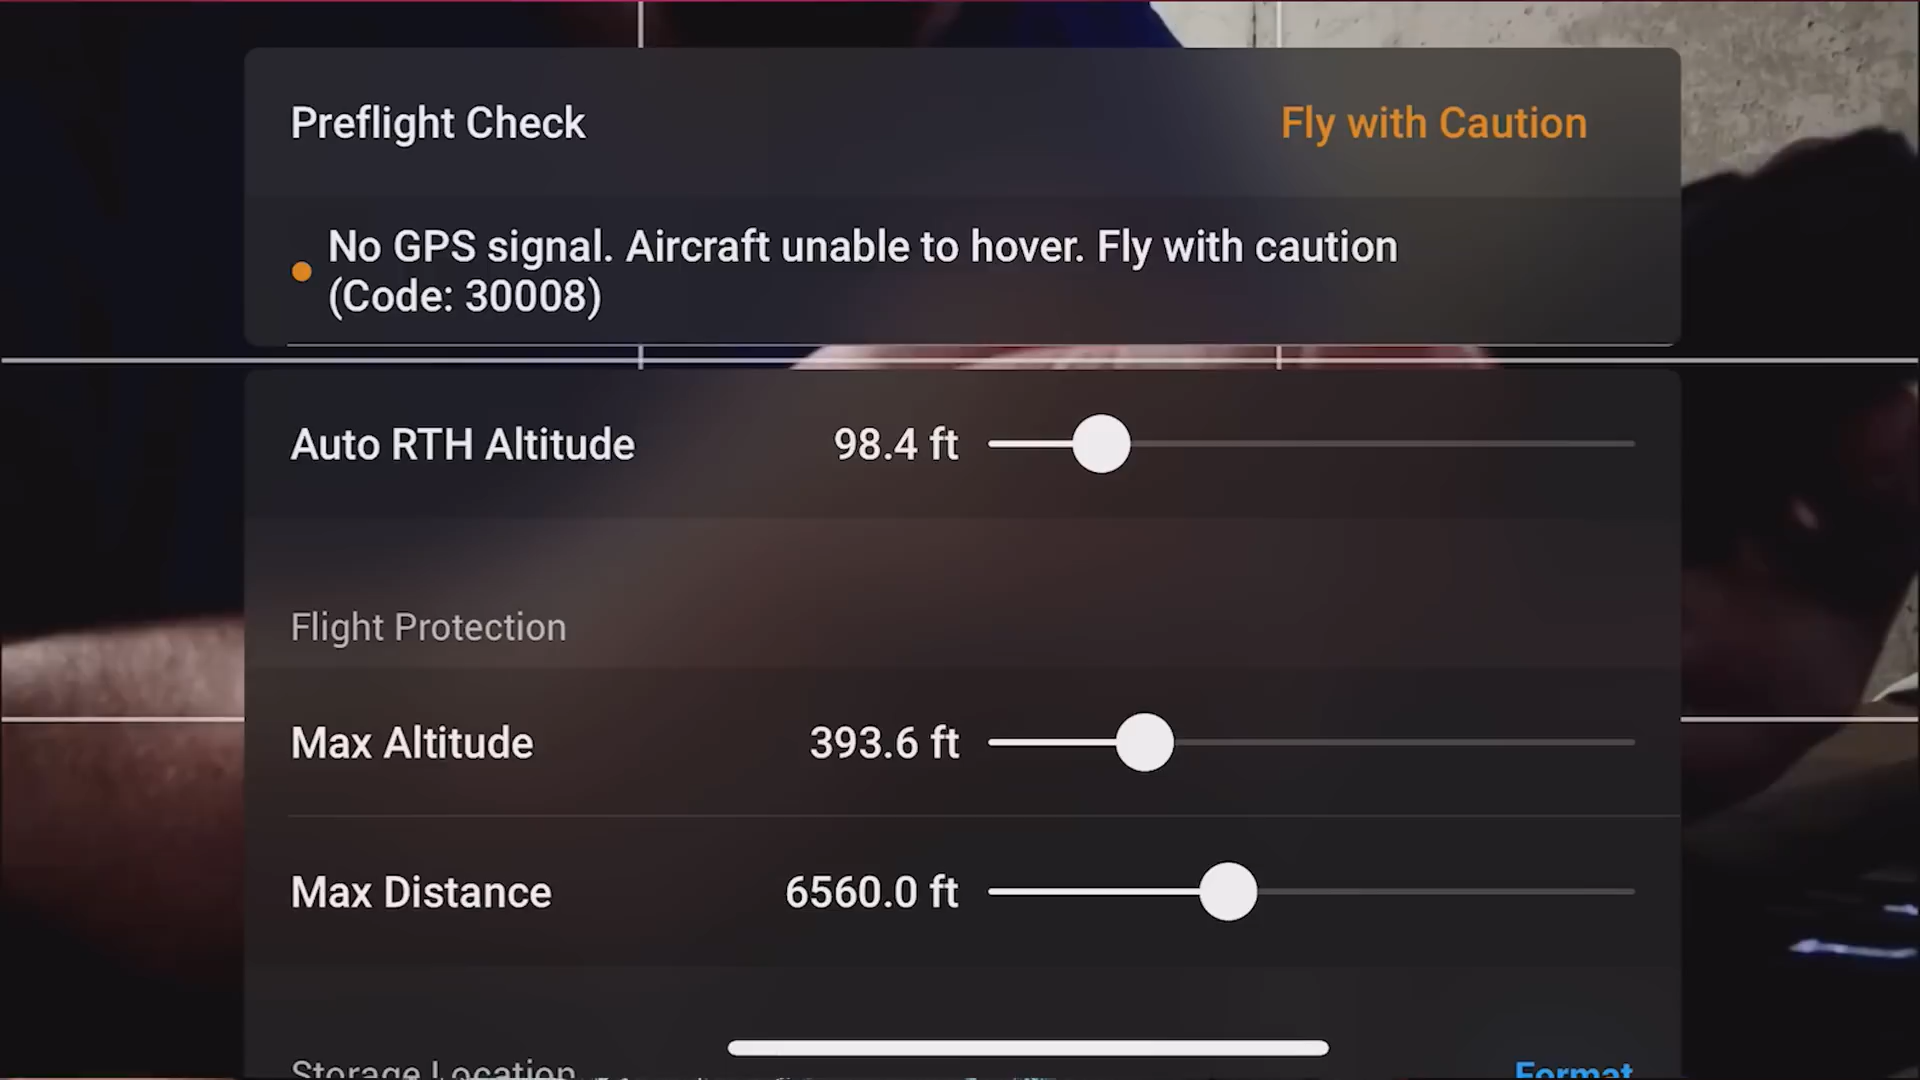 Preflight Check
Fly with Caution
No GPS signal. Aircraft unable to hover. Fly with caution
(Code: 30008)
Auto RTH Altitude 98.4 ft
Flight Protection
Max Altitude 393.6 ft
Max Distance 6560.0 ft
Storage Location Format